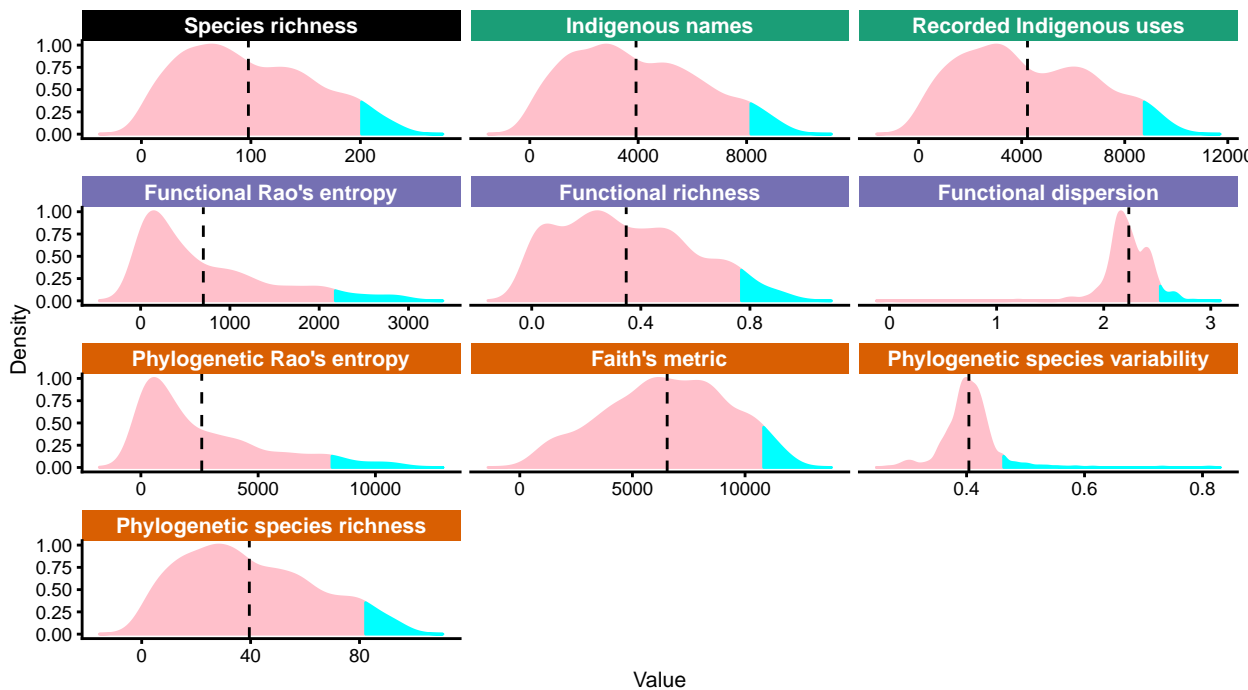 Species richness
Indigenous names
Recorded Indigenous uses
1.00
0.75
0.50
0.25
0.00
0 100 200
0 4000 8000
0 4000 8000 12000
Functional Rao's entropy
Functional richness
Functional dispersion
1.00
0.75
0.50
0.25
0.00
0 1000 2000 3000
0.0 0.4 0.8
0 1 2 3
Density
Phylogenetic Rao's entropy
Faith's metric
Phylogenetic species variability
1.00
0.75
0.50
0.25
0.00
0 5000 10000
0 5000 10000
0.4 0.6 0.8
Phylogenetic species richness
1.00
0.75
0.50
0.25
0.00
0 40 80
Value